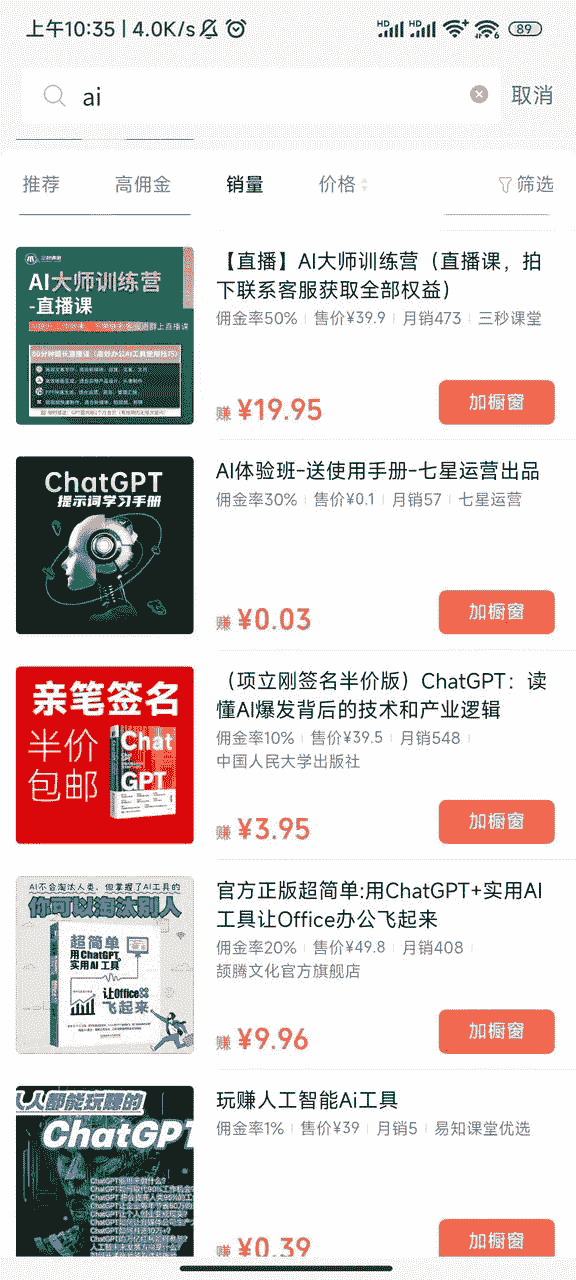 上午10:35 | 4.0K/s
HD HD 6 89
ai
取消
推荐 高佣金 销量 价格 筛选
三秒课堂
AI大师训练营
-直播课
【直播】AI大师训练营（直播课，拍
下联系客服获取全部权益）
佣金率50% 售价¥39.9 月销473 三秒课堂
赚 ¥19.95
加橱窗
ChatGPT
提示词学习手册
AI体验班-送使用手册-七星运营出品
佣金率30% 售价¥0.1 月销57 七星运营
赚 ¥0.03
加橱窗
亲笔签名
半价
包邮
Chat
GPT
（项立刚签名半价版）ChatGPT：读
懂AI爆发背后的技术和产业逻辑
佣金率10% 售价¥39.5 月销548
中国人民大学出版社
赚 ¥3.95
加橱窗
AI不会淘汰人类，但掌握了AI工具的
你可以淘汰别人
超简单
用ChatGPT+
实用AI工具
让Office办公
飞起来
官方正版超简单:用ChatGPT+实用AI
工具让Office办公飞起来
佣金率20% 售价¥49.8 月销408
颉腾文化官方旗舰店
赚 ¥9.96
加橱窗
人人都能玩赚的
ChatGPT
玩赚人工智能Ai工具
佣金率1% 售价¥39 月销5 易知课堂优选
赚 ¥0.39
加橱窗